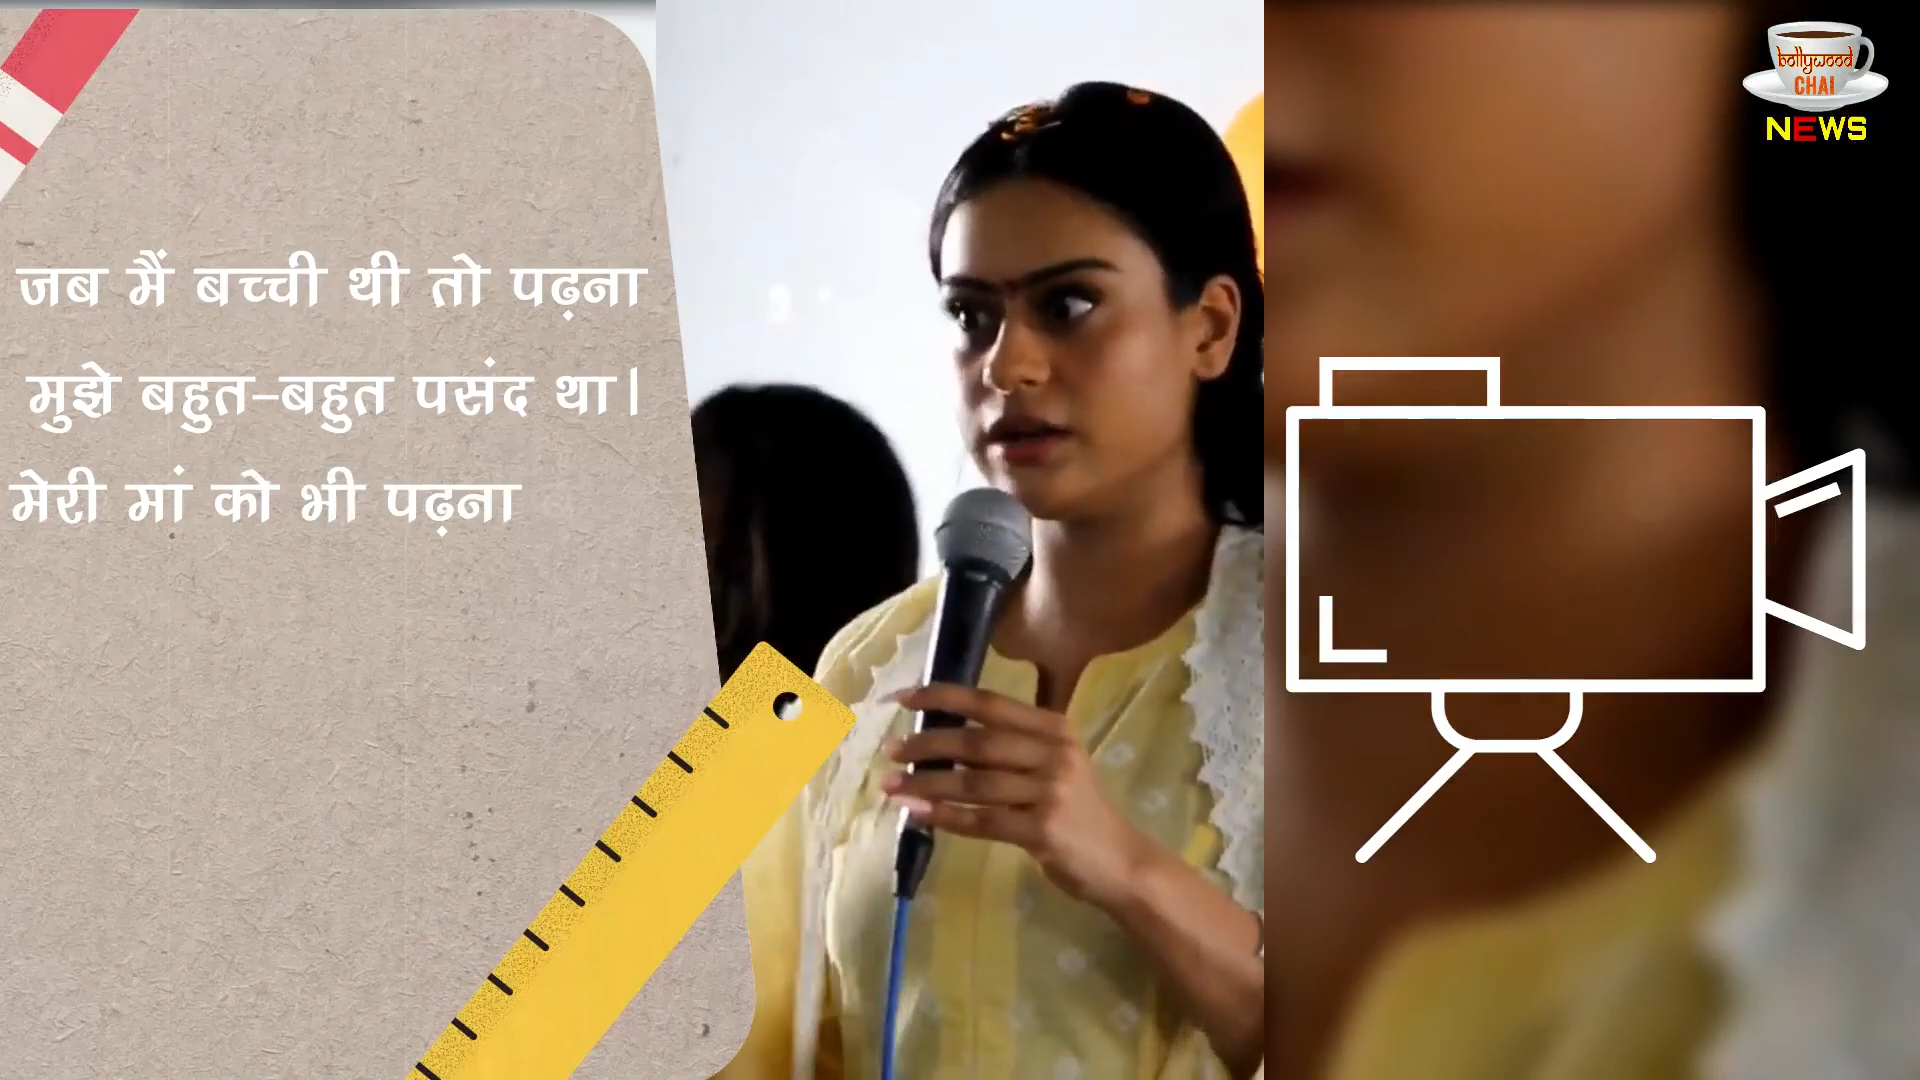 जब मैं बच्ची थी तो पढ़ना
मुझे बहुत-बहुत पसंद था।
मेरी मां को भी पढ़ना
bollywood
CHAI
NEWS